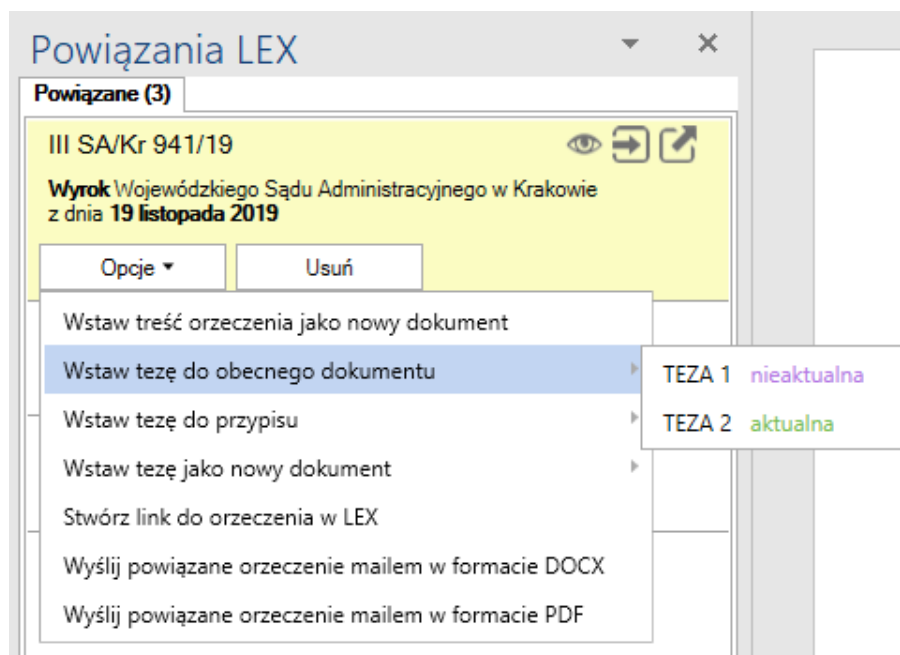 Powiązania LEX
Powiązane (3)
III SA/Kr 941/19
Wyrok Wojewódzkiego Sądu Administracyjnego w Krakowie
z dnia 19 listopada 2019
Opcje
Usuń
Wstaw treść orzeczenia jako nowy dokument
Wstaw tezę do obecnego dokumentu
TEZA 1 nieaktualna
TEZA 2 aktualna
Wstaw tezę do przypisu
Wstaw tezę jako nowy dokument
Stwórz link do orzeczenia w LEX
Wyślij powiązane orzeczenie mailem w formacie DOCX
Wyślij powiązane orzeczenie mailem w formacie PDF